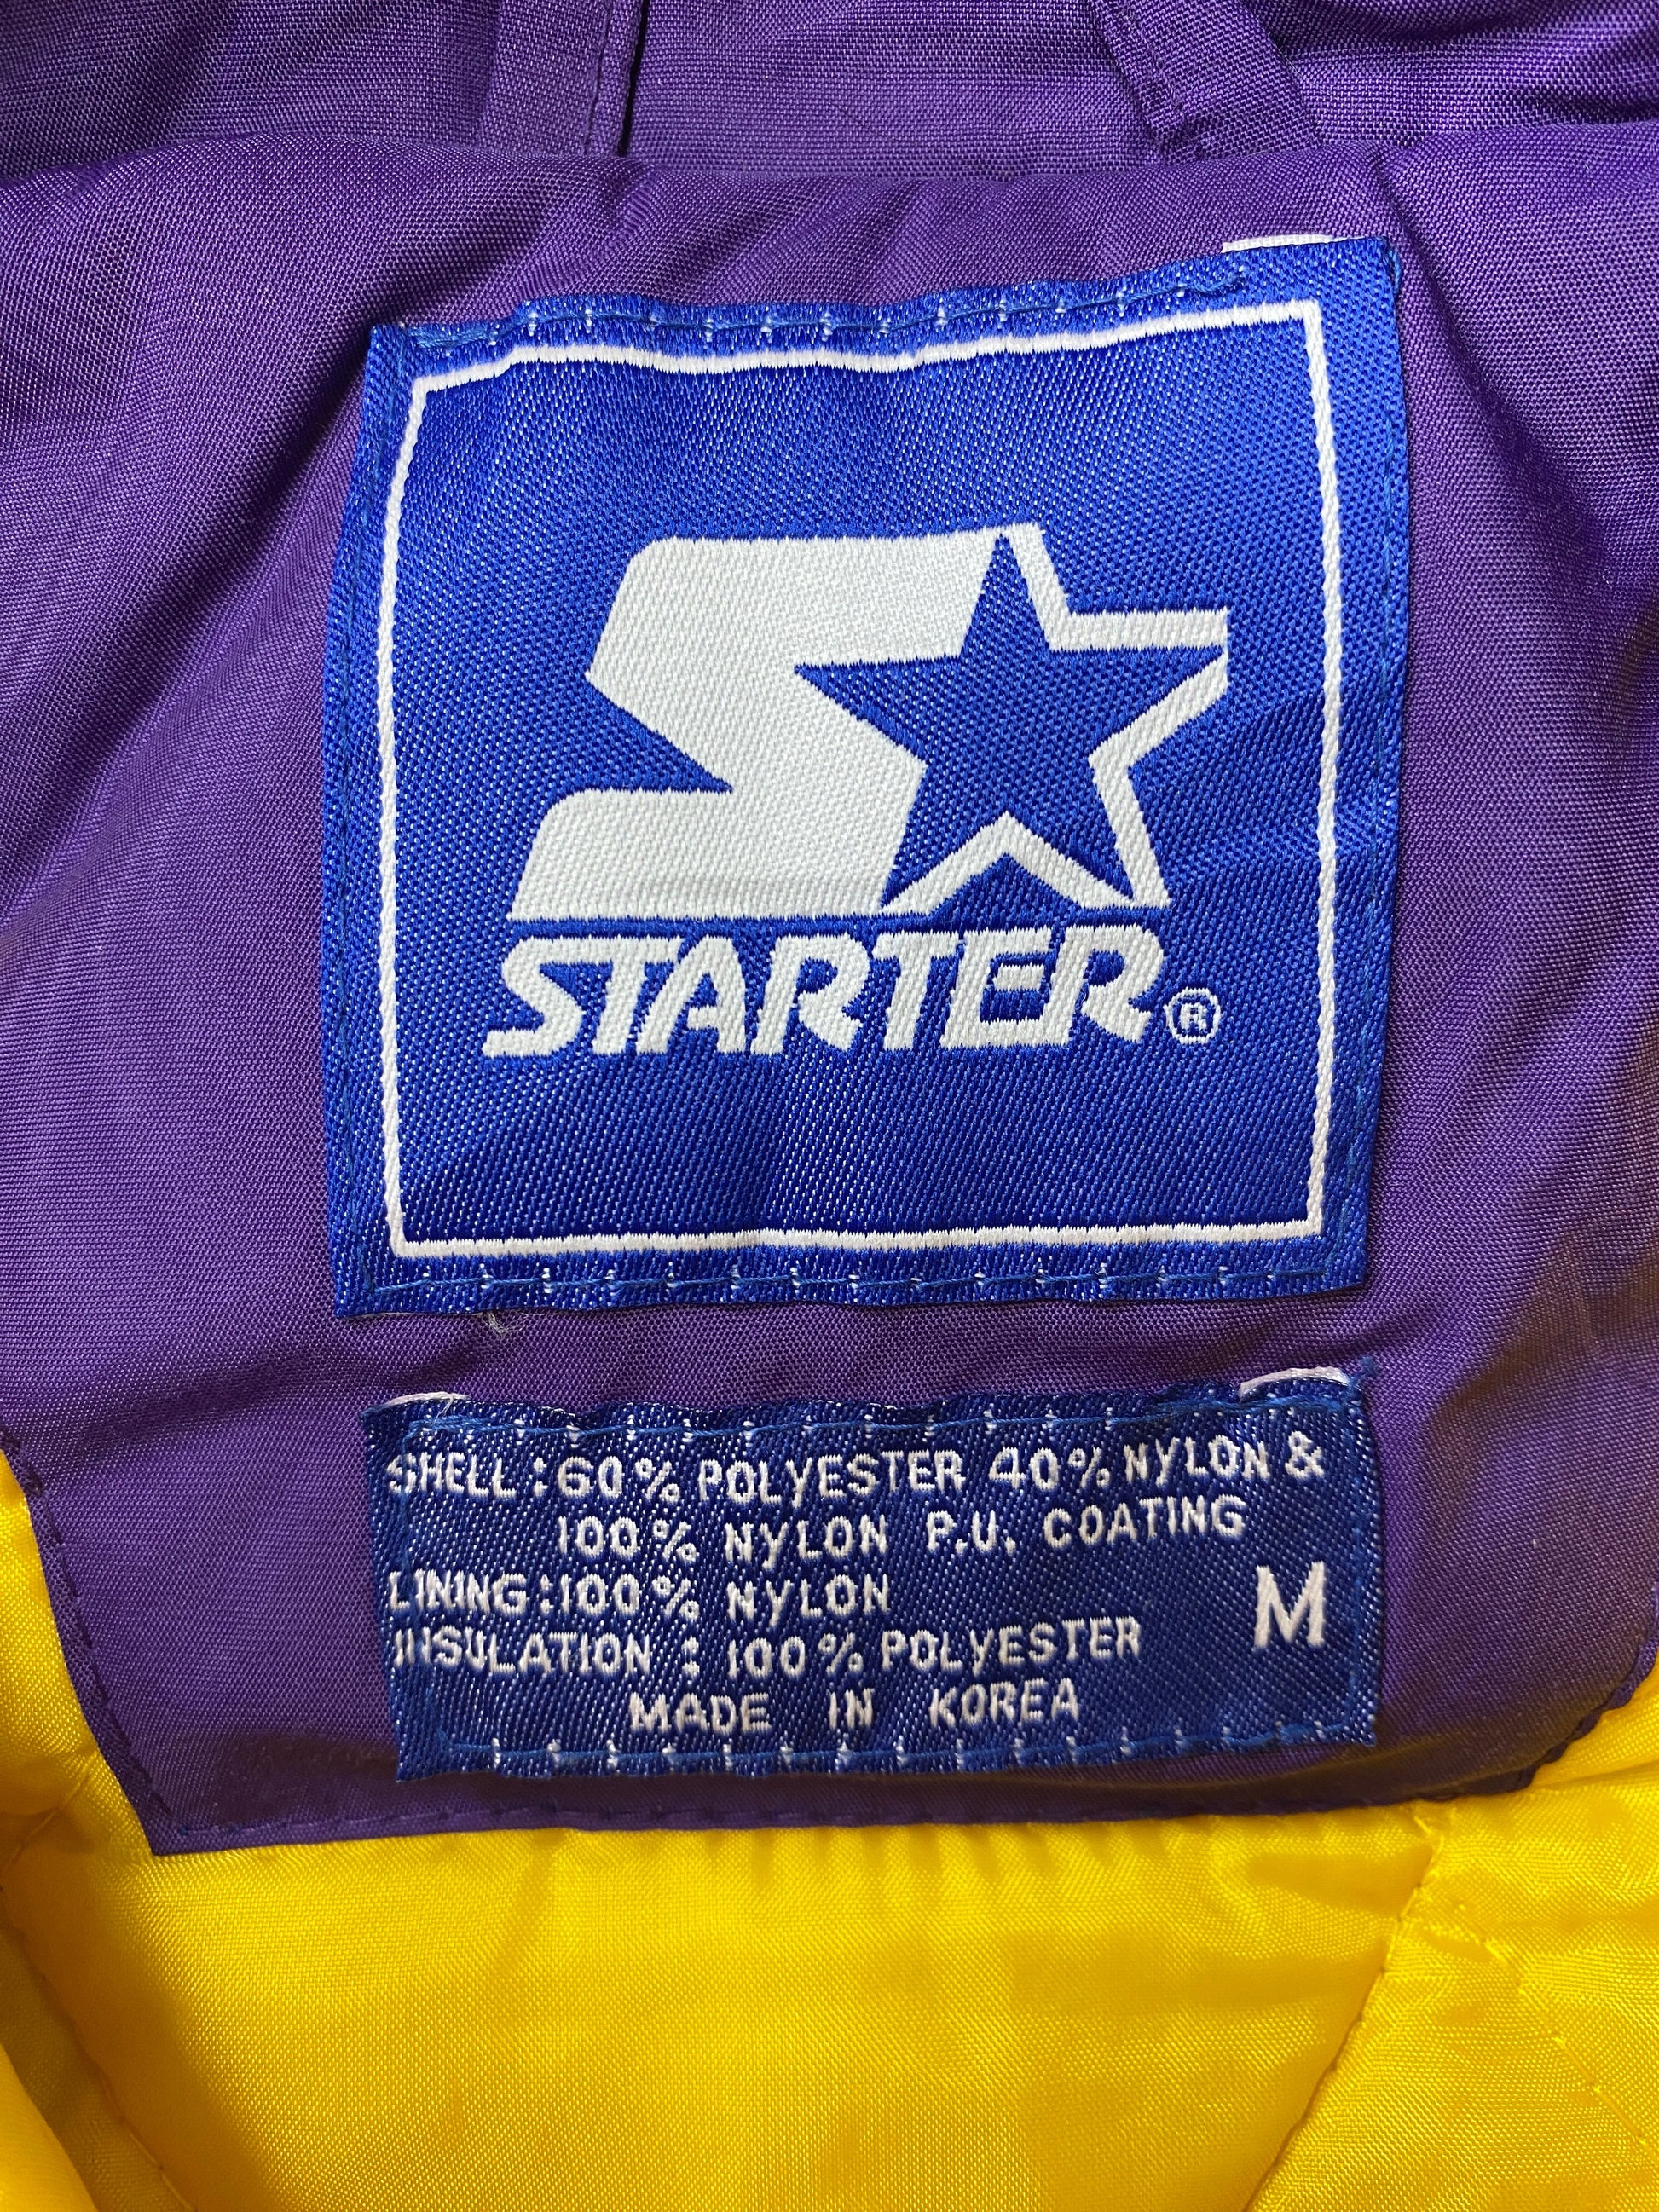 STARTER®
SHELL : 60% POLYESTER 40% NYLON &
100% NYLON P.U. COATING
LINING : 100% NYLON
INSULATION : 100% POLYESTER
M
MADE IN KOREA